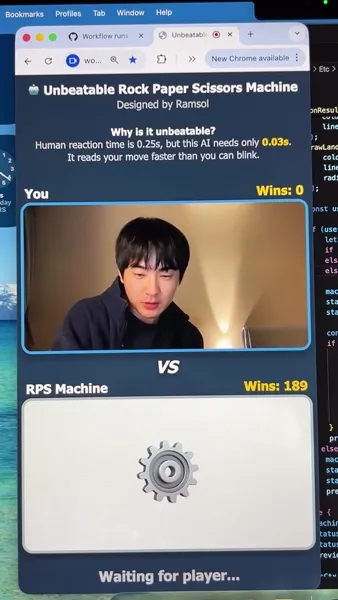 Bookmarks Profiles Tab Window Help
Workflow runs
Unbeatable
wo...
New Chrome available
Unbeatable Rock Paper Scissors Machine
Designed by Ramsol
Why is it unbeatable?
Human reaction time is 0.25s, but this AI needs only 0.03s.
It reads your move faster than you can blink.
You Wins: 0
VS
RPS Machine Wins: 189
Waiting for player...